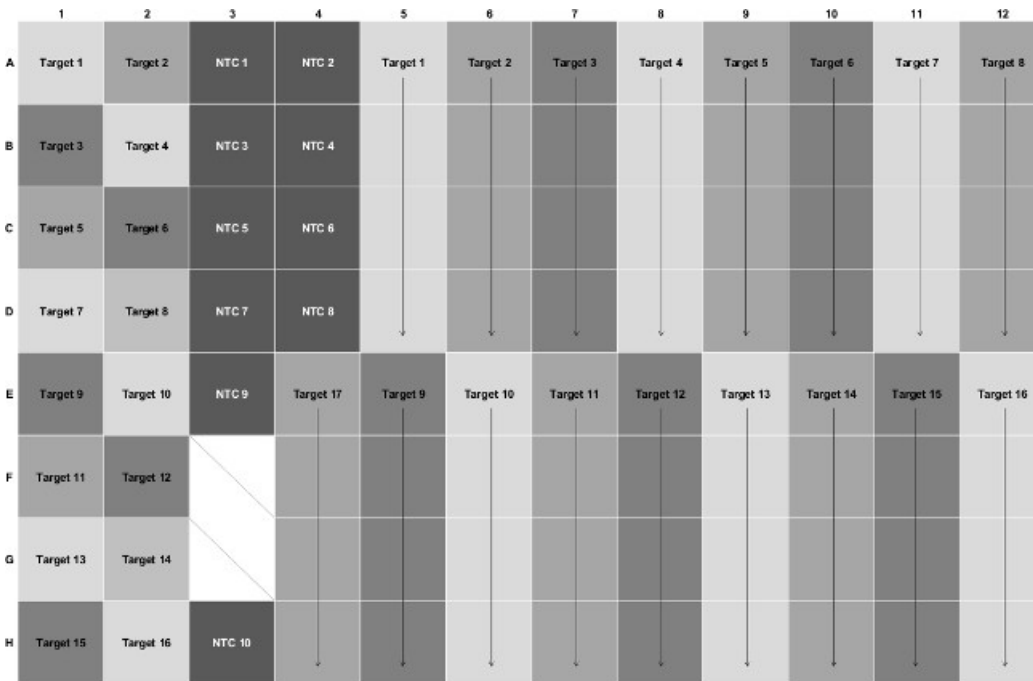 1 2 3 4 5 6 7 8 9 10 11 12
A Target 1 Target 2 NTC 1 NTC 2 Target 1 Target 2 Target 3 Target 4 Target 5 Target 6 Target 7 Target 8
B Target 3 Target 4 NTC 3 NTC 4
C Target 5 Target 6 NTC 5 NTC 6
D Target 7 Target 8 NTC 7 NTC 8
E Target 9 Target 10 NTC 9 Target 17 Target 9 Target 10 Target 11 Target 12 Target 13 Target 14 Target 15 Target 16
F Target 11 Target 12
G Target 13 Target 14
H Target 15 Target 16 NTC 10